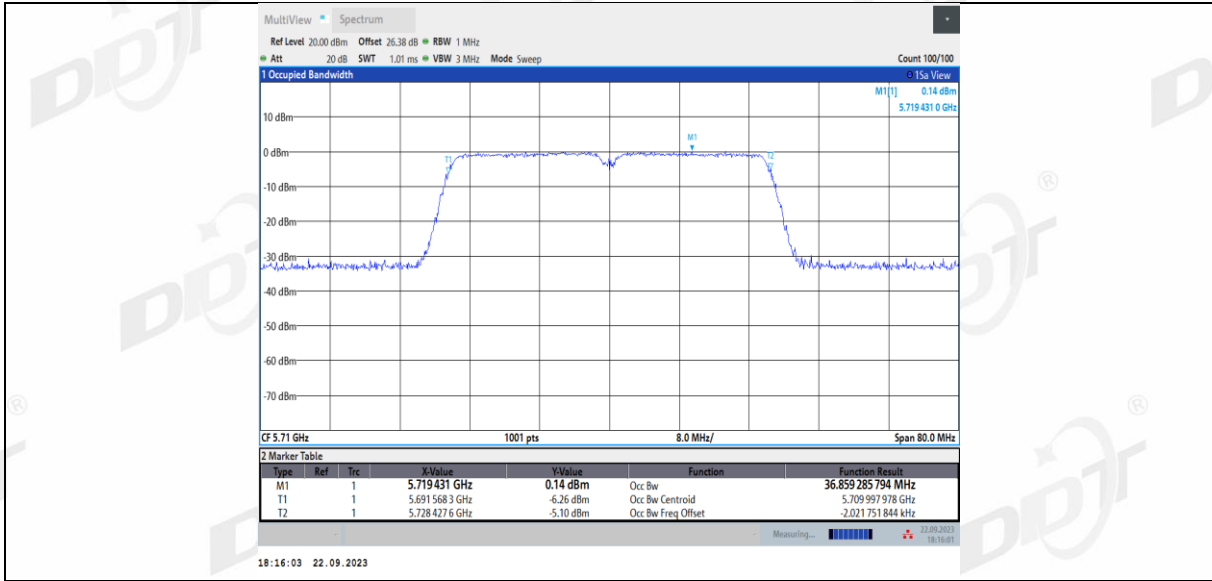 MultiView Spectrum
Ref Level 20.00 dBm Offset 26.38 dB RBW 1 MHz
Att 20 dB SWT 1.01 ms VBW 3 MHz Mode Sweep Count 100/100
1 Occupied Bandwidth 1Sa View
M1[1] 0.14 dBm
5.719 431 0 GHz
10 dBm
M1
0 dBm
T1 T2
-10 dBm
-20 dBm
-30 dBm
-40 dBm
-50 dBm
-60 dBm
-70 dBm
CF 5.71 GHz 1001 pts 8.0 MHz/ Span 80.0 MHz
2 Marker Table
Type Ref Trc X-Value Y-Value Function Function Result
M1 1 5.719 431 GHz 0.14 dBm Occ Bw 36.859 285 794 MHz
T1 1 5.691 568 3 GHz -6.26 dBm Occ Bw Centroid 5.709 997 978 GHz
T2 1 5.728 427 6 GHz -5.10 dBm Occ Bw Freq Offset -2.021 751 844 kHz
Measuring... 22.09.2023
18:16:01
18:16:03 22.09.2023
DDT
®